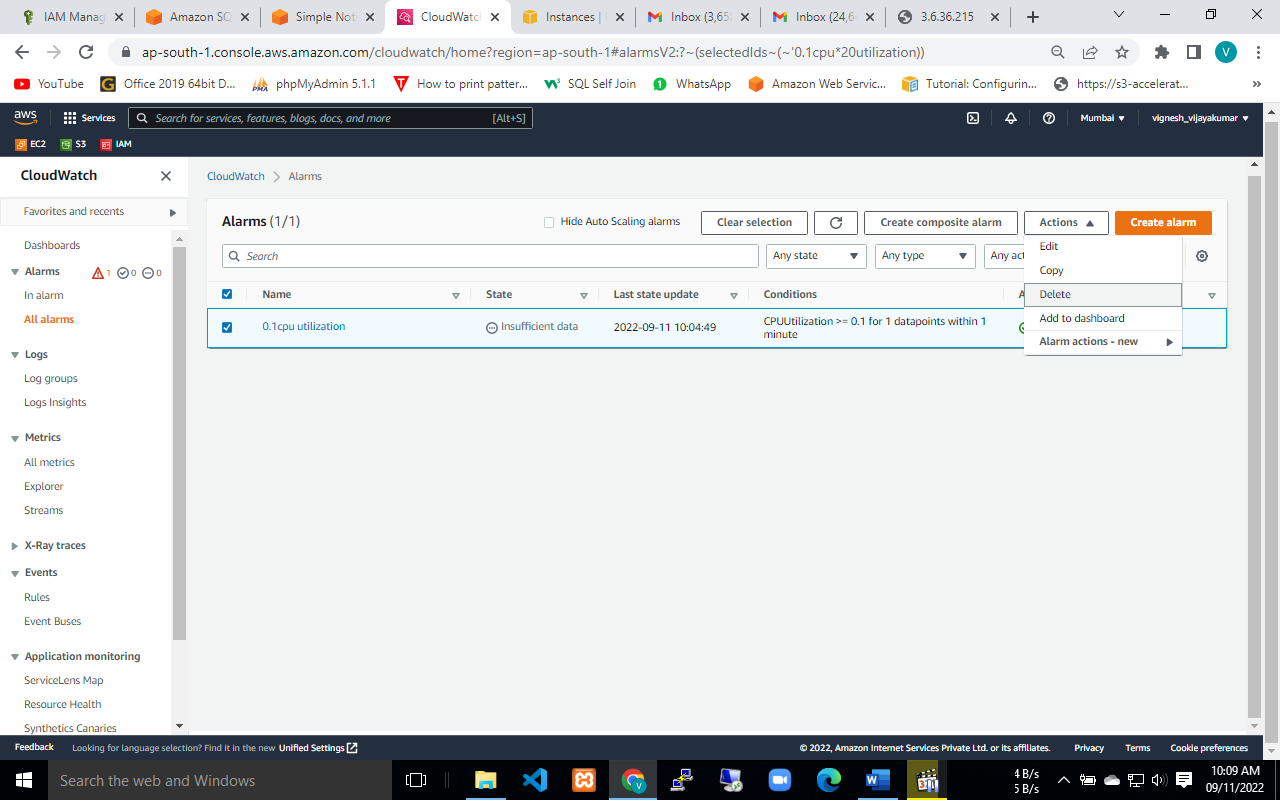 IAM Manag
Amazon SQ
Simple Not
CloudWatch
Instances |
Inbox (3,65
Inbox (24,6
3.6.36.215
ap-south-1.console.aws.amazon.com/cloudwatch/home?region=ap-south-1#alarmsV2:?~(selectedIds~(~'0.1cpu*20utilization))
V
YouTube
G
Office 2019 64bit D...
PMA
phpMyAdmin 5.1.1
How to print patter...
SQL Self Join
1
WhatsApp
Amazon Web Servic...
Tutorial: Configurin...
https://s3-accelerat...
»
aws
Services
Search for services, features, blogs, docs, and more
[Alt+S]
Mumbai
vignesh_vijayakumar
EC2
S3
IAM
CloudWatch
Favorites and recents
Dashboards
Alarms
1
0
0
In alarm
All alarms
Logs
Log groups
Logs Insights
Metrics
All metrics
Explorer
Streams
X-Ray traces
Events
Rules
Event Buses
Application monitoring
ServiceLens Map
Resource Health
Synthetics Canaries
CloudWatch
Alarms
Alarms (1/1)
Hide Auto Scaling alarms
Clear selection
Create composite alarm
Actions
Create alarm
Search
Any state
Any type
Any act
Edit
Copy
Delete
Add to dashboard
Alarm actions - new
Name
State
Last state update
Conditions
0.1cpu utilization
Insufficient data
2022-09-11 10:04:49
CPUUtilization >= 0.1 for 1 datapoints within 1
minute
Feedback
Looking for language selection? Find it in the new Unified Settings
© 2022, Amazon Internet Services Private Ltd. or its affiliates.
Privacy
Terms
Cookie preferences
Search the web and Windows
V
4 B/s
5 B/s
10:09 AM
09/11/2022